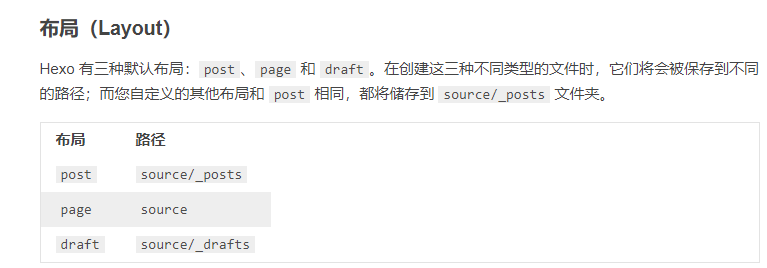 布局（Layout）
Hexo 有三种默认布局：post、page 和 draft。在创建这三种不同类型的文件时，它们将会被保存到不同
的路径；而您自定义的其他布局和 post 相同，都将储存到 source/_posts 文件夹。
布局 路径
post source/_posts
page source
draft source/_drafts